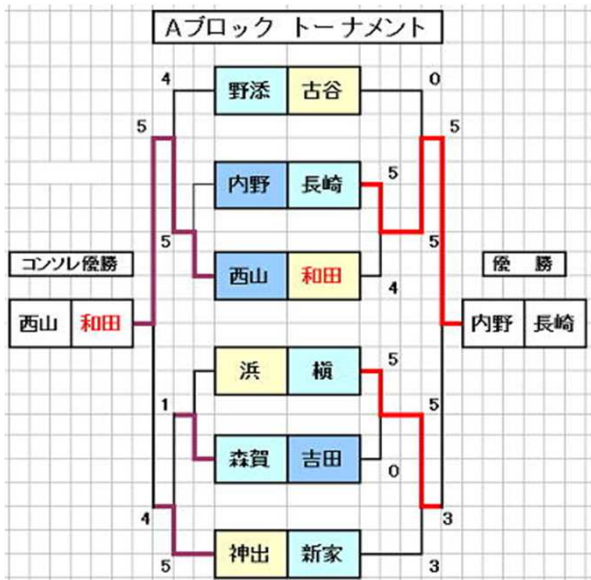 Aブロック トーナメント
4 野添 古谷 0
5 5
内野 長崎 5
5 5
コンソレ優勝 優 勝
西山 和田 4
西山 和田 内野 長崎
浜 槇 5
1 5
森賀 吉田 0
4 3
5 神出 新家 3